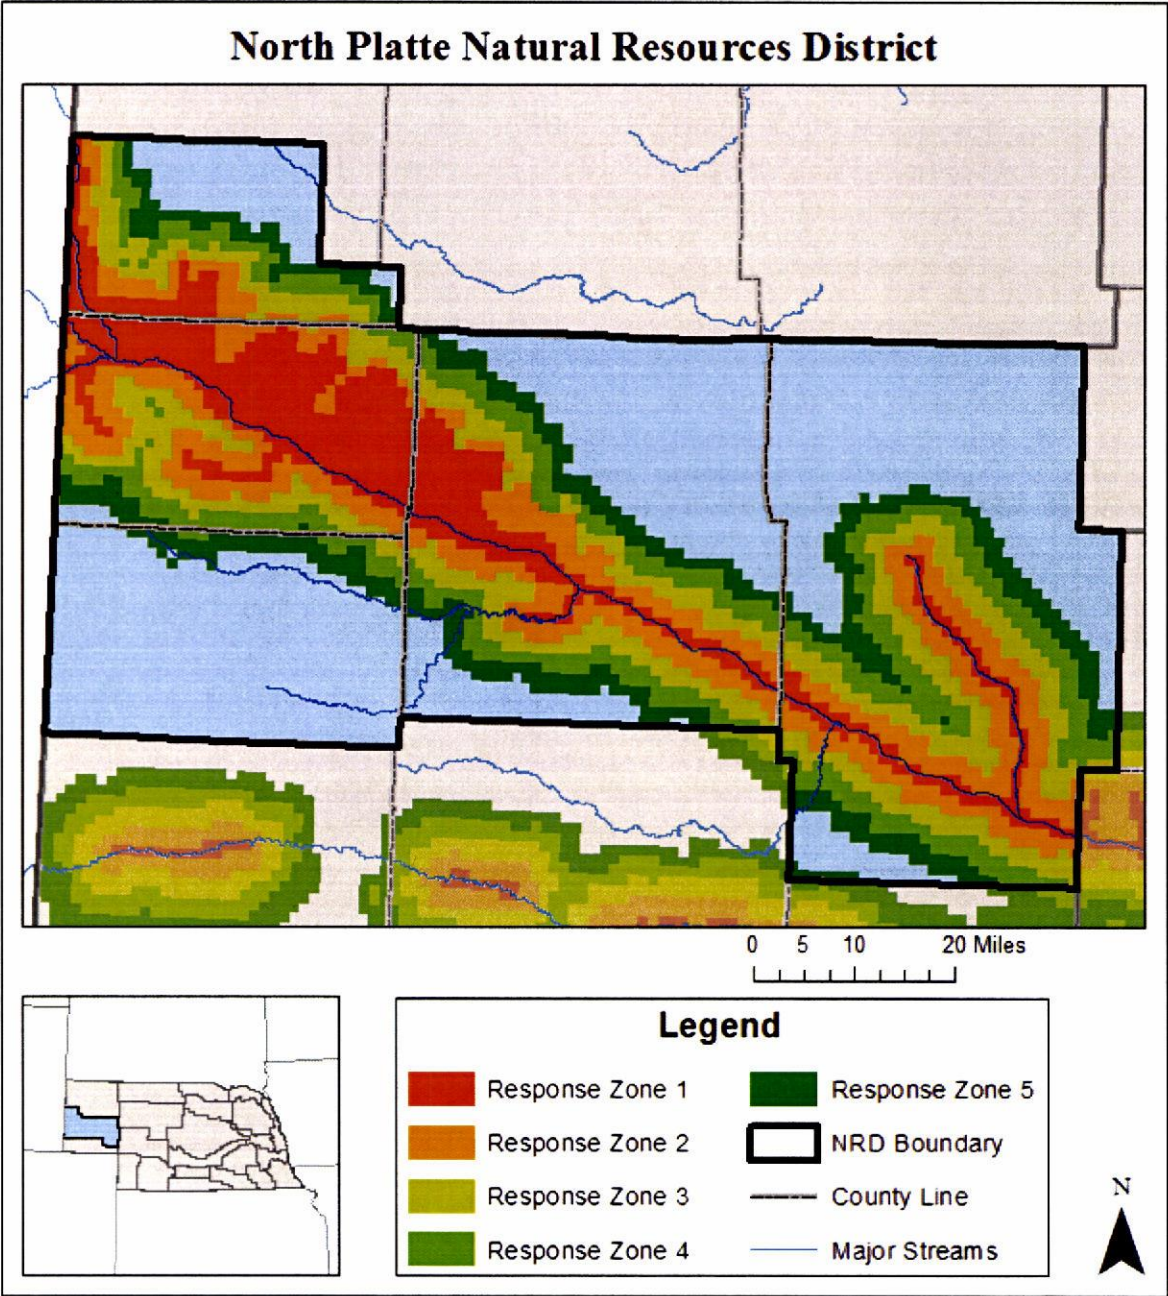 North Platte Natural Resources District
0 5 10 20 Miles
Legend
Response Zone 1
Response Zone 2
Response Zone 3
Response Zone 4
Response Zone 5
NRD Boundary
County Line
Major Streams
N